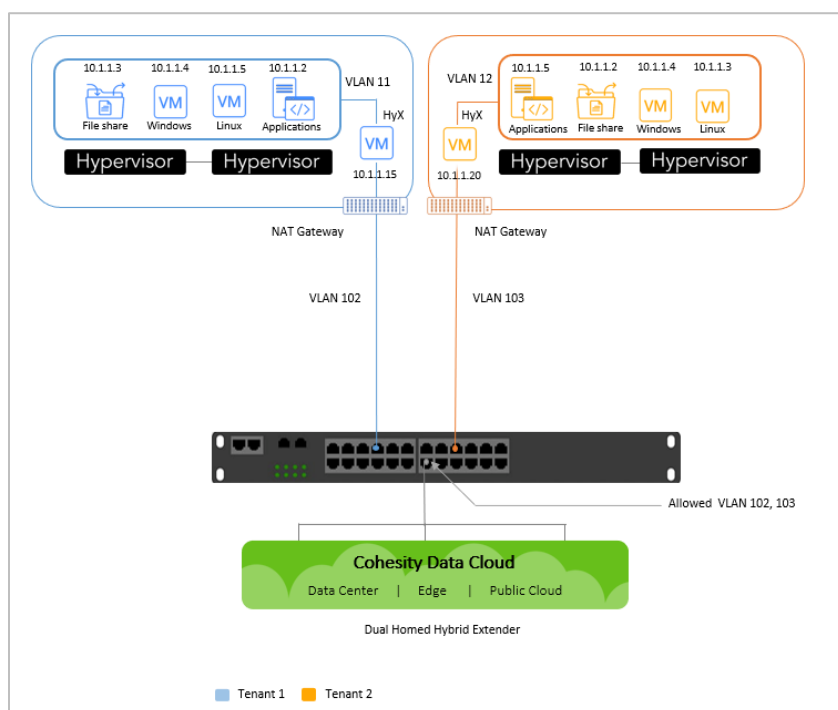 10.1.1.3 10.1.1.4 10.1.1.5 10.1.1.2
VLAN 11
File share VM Windows VM Linux Applications
HyX
VM
Hypervisor Hypervisor
10.1.1.15
NAT Gateway
10.1.1.5 10.1.1.2 10.1.1.4 10.1.1.3
VLAN 12
Applications File share VM Windows VM Linux
HyX
VM
Hypervisor Hypervisor
10.1.1.20
NAT Gateway
VLAN 102
VLAN 103
Allowed VLAN 102, 103
Cohesity Data Cloud
Data Center | Edge | Public Cloud
Dual Homed Hybrid Extender
Tenant 1 Tenant 2